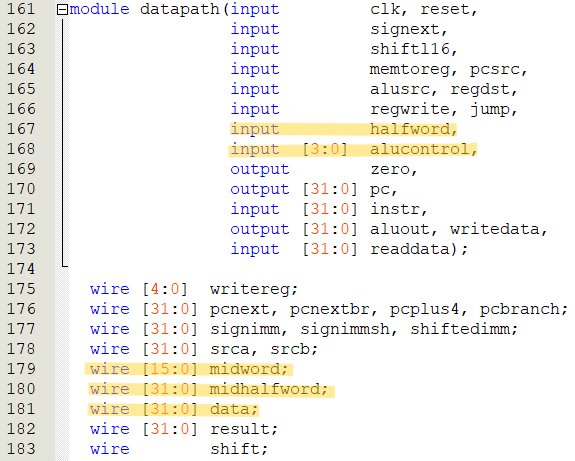 161 module datapath(input clk, reset,
162 input signext,
163 input shiftl16,
164 input memtoreg, pcsrc,
165 input alusrc, regdst,
166 input regwrite, jump,
167 input halfword,
168 input [3:0] alucontrol,
169 output zero,
170 output [31:0] pc,
171 input [31:0] instr,
172 output [31:0] aluout, writedata,
173 input [31:0] readdata);
174
175 wire [4:0] writereg;
176 wire [31:0] pcnext, pcnextbr, pcplus4, pcbranch;
177 wire [31:0] signimm, signimmsh, shiftedimm;
178 wire [31:0] srca, srcb;
179 wire [15:0] midword;
180 wire [31:0] midhalfword;
181 wire [31:0] data;
182 wire [31:0] result;
183 wire shift;